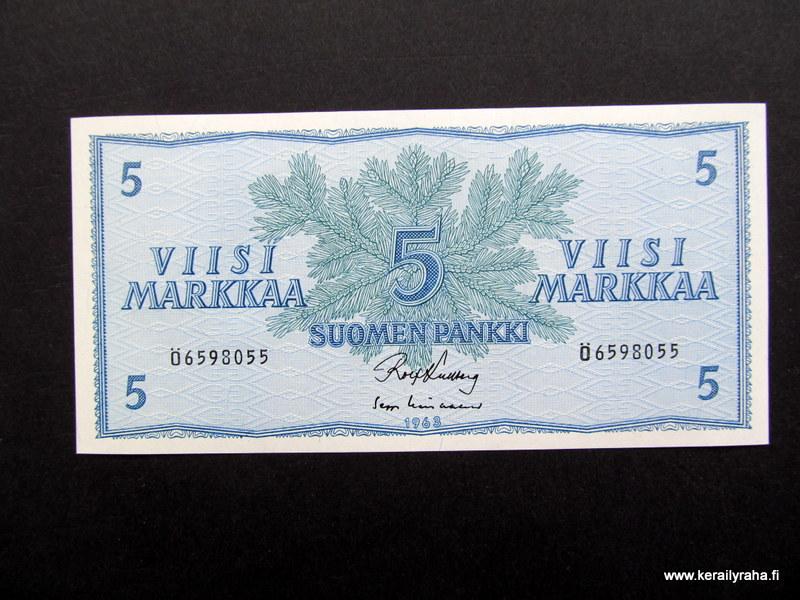 5
5
VIISI
MARKKAA
5
VIISI
MARKKAA
SUOMEN PANKKI
Ö6598055
Ö6598055
5
5
1963
www.kerailyraha.fi